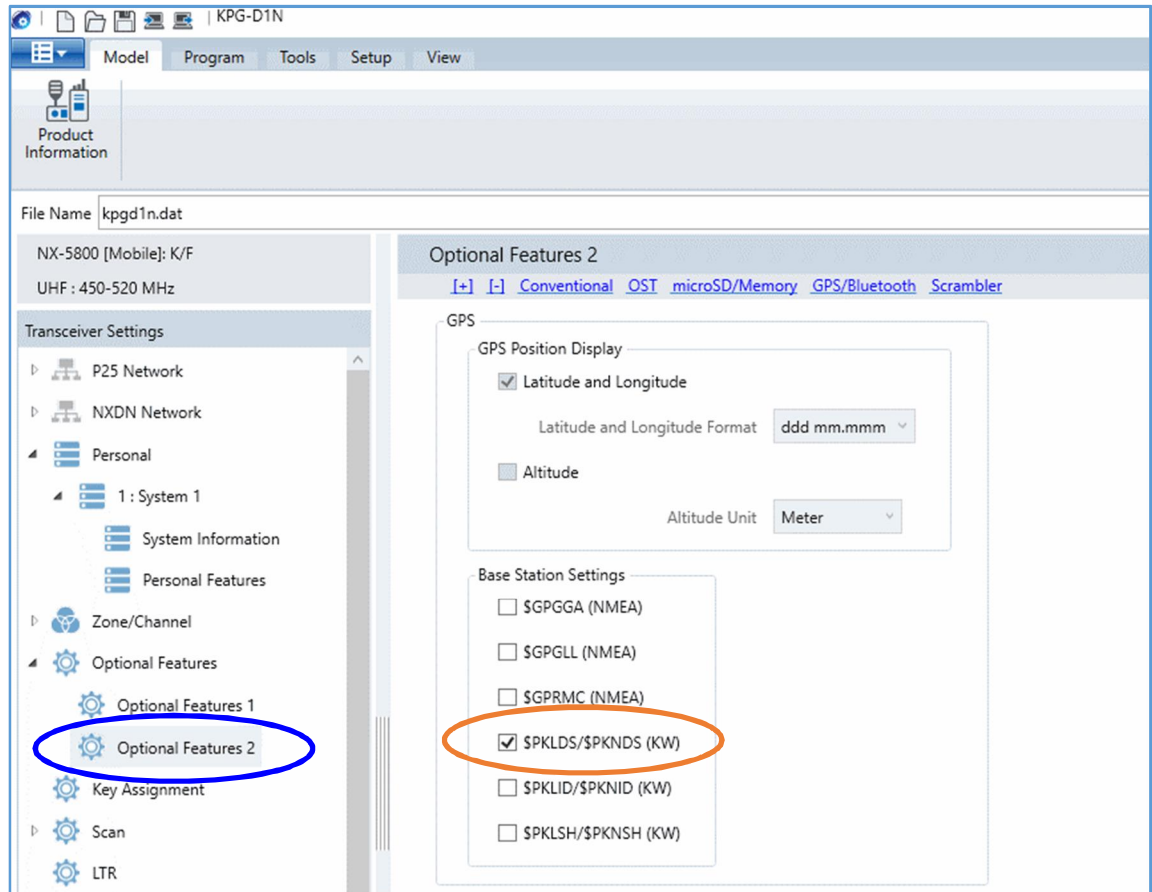 KPG-D1N
Model Program Tools Setup View
Product
Information
File Name kpgd1n.dat
NX-5800 [Mobile]: K/F
UHF : 450-520 MHz
Transceiver Settings
P25 Network
NXDN Network
Personal
1 : System 1
System Information
Personal Features
Zone/Channel
Optional Features
Optional Features 1
Optional Features 2
Key Assignment
Scan
LTR
Optional Features 2
[+] [-] Conventional OST microSD/Memory GPS/Bluetooth Scrambler
GPS
GPS Position Display
Latitude and Longitude
Latitude and Longitude Format ddd mm.mmm
Altitude
Altitude Unit Meter
Base Station Settings
$GPGGA (NMEA)
$GPGLL (NMEA)
$GPRMC (NMEA)
$PKLDS/$PKNDS (KW)
$PKLID/$PKNID (KW)
$PKLSH/$PKNSH (KW)